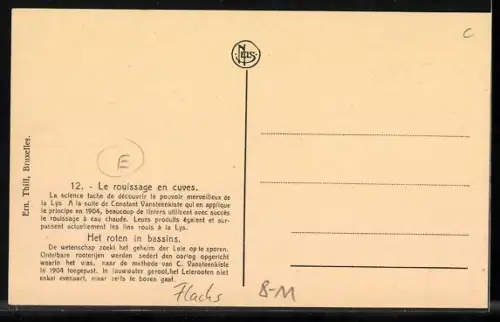 C
NELS
E
Ern. Thill, Bruxelles.
12. - Le rouissage en cuves.
La science tache de découvrir le pouvoir merveilleux de
la Lys. A la suite de Constant Vansteenkiste qui en applique
le principe en 1904, beaucoup de liniers utilisent avec succès
le rouissage à eau chaude. Leurs produits égalent et sur-
passent actuellement les lins rouis à la Lys.
Het roten in bassins.
De wetenschap zoekt het geheim der Leie op te sporen.
Ontelbare rooterijen werden sedert den oorlog opgericht
waarin het vlas, naar de methode van C. Vansteenkiste
in 1904 toegepast. In lauwwater geroot, het Leierooten niet
enkel evenaart, maar zelfs te boven gaat.
Flachs
B-M